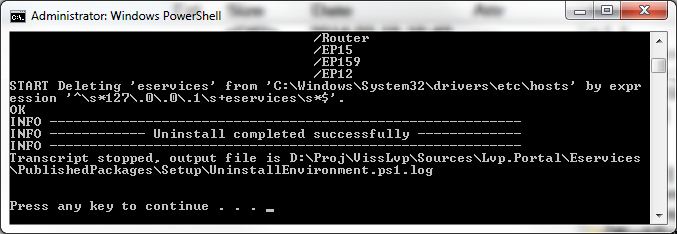 Administrator: Windows PowerShell
/Router
/EP15
/EP159
/EP12
START Deleting 'eservices' from 'C:\Windows\System32\drivers\etc\hosts' by expr
ession '^\s*127\.0\.0\.1\s+eservices\s*$'.
OK
INFO ------------------------------------------------------------
INFO ------------ Uninstall completed successfully -------------
INFO ------------------------------------------------------------
Transcript stopped, output file is D:\Proj\VissLvp\Sources\Lvp.Portal\Eservices
\PublishedPackages\Setup\UninstallEnvironment.ps1.log
Press any key to continue . . . _